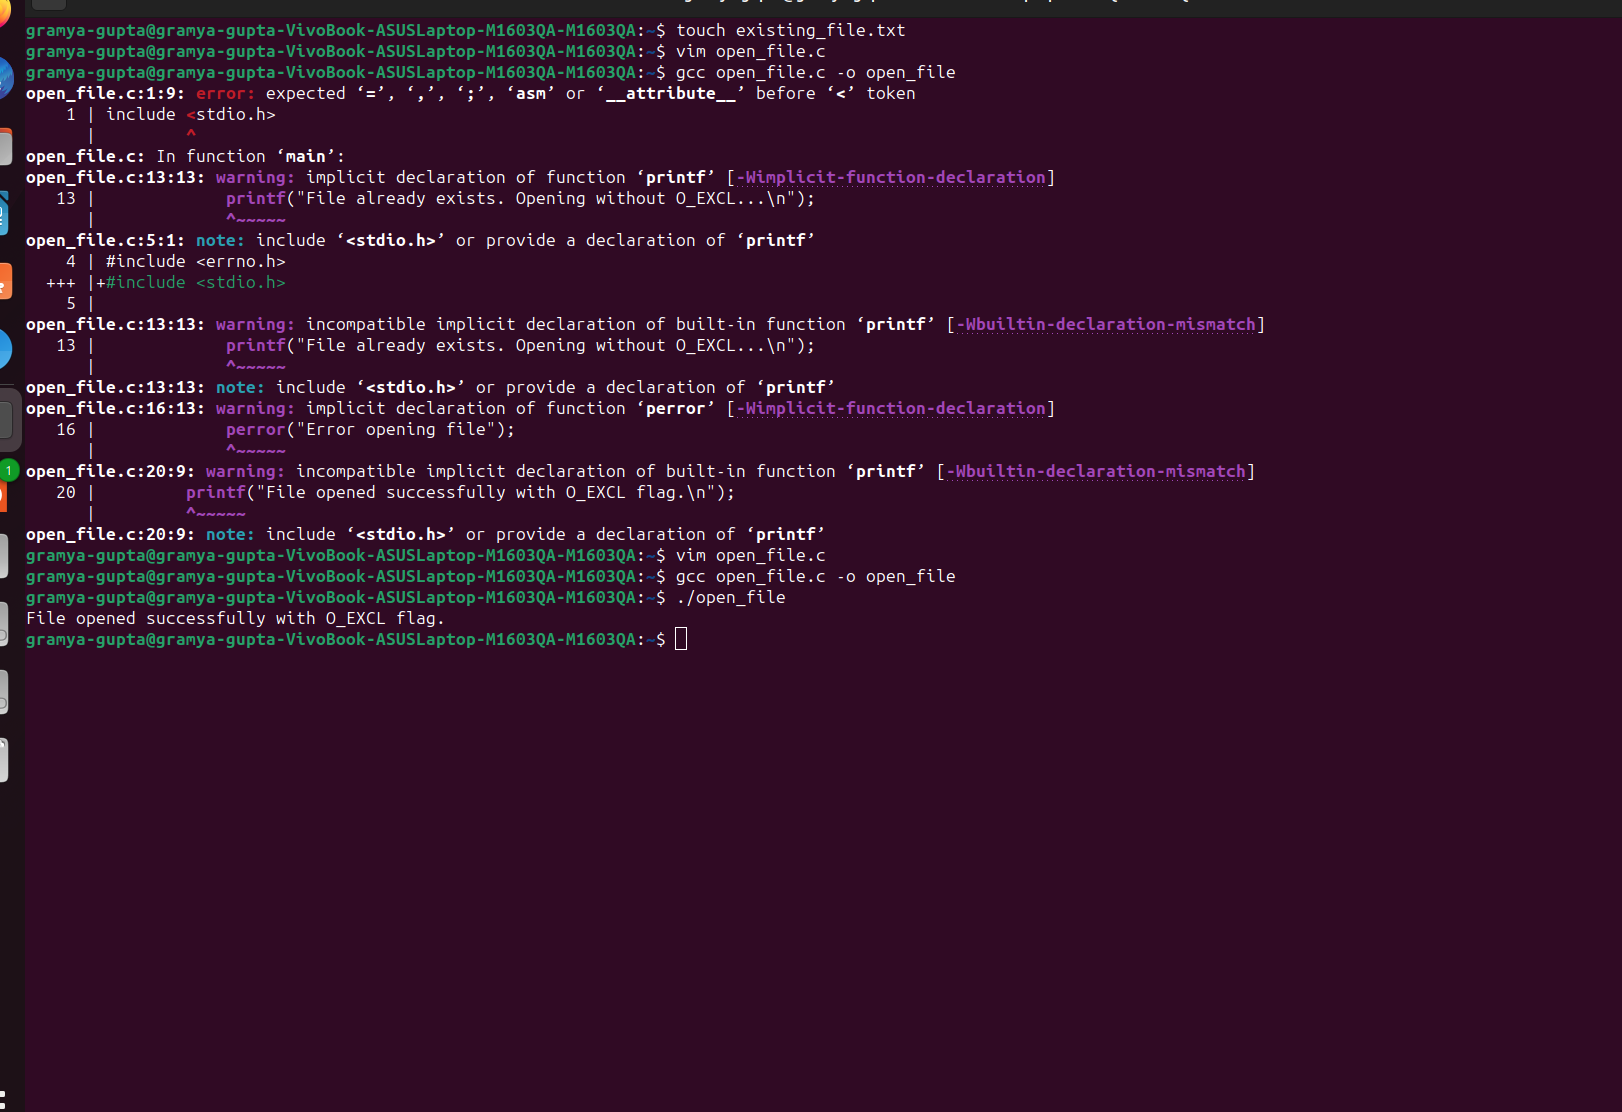 gramya-gupta@gramya-gupta-VivoBook-ASUSLaptop-M1603QA-M1603QA:~$ touch existing_file.txt
gramya-gupta@gramya-gupta-VivoBook-ASUSLaptop-M1603QA-M1603QA:~$ vim open_file.c
gramya-gupta@gramya-gupta-VivoBook-ASUSLaptop-M1603QA-M1603QA:~$ gcc open_file.c -o open_file
open_file.c:1:9: error: expected ‘=’, ‘,’, ‘;’, ‘asm’ or ‘__attribute__’ before ‘<’ token
    1 | include <stdio.h>
      |         ^
open_file.c: In function ‘main’:
open_file.c:13:13: warning: implicit declaration of function ‘printf’ [-Wimplicit-function-declaration]
   13 |             printf("File already exists. Opening without O_EXCL...\n");
      |             ^~~~~~
open_file.c:5:1: note: include ‘<stdio.h>’ or provide a declaration of ‘printf’
    4 | #include <errno.h>
  +++ |+#include <stdio.h>
    5 |
open_file.c:13:13: warning: incompatible implicit declaration of built-in function ‘printf’ [-Wbuiltin-declaration-mismatch]
   13 |             printf("File already exists. Opening without O_EXCL...\n");
      |             ^~~~~~
open_file.c:13:13: note: include ‘<stdio.h>’ or provide a declaration of ‘printf’
open_file.c:16:13: warning: implicit declaration of function ‘perror’ [-Wimplicit-function-declaration]
   16 |             perror("Error opening file");
      |             ^~~~~~
open_file.c:20:9: warning: incompatible implicit declaration of built-in function ‘printf’ [-Wbuiltin-declaration-mismatch]
   20 |         printf("File opened successfully with O_EXCL flag.\n");
      |         ^~~~~~
open_file.c:20:9: note: include ‘<stdio.h>’ or provide a declaration of ‘printf’
gramya-gupta@gramya-gupta-VivoBook-ASUSLaptop-M1603QA-M1603QA:~$ vim open_file.c
gramya-gupta@gramya-gupta-VivoBook-ASUSLaptop-M1603QA-M1603QA:~$ gcc open_file.c -o open_file
gramya-gupta@gramya-gupta-VivoBook-ASUSLaptop-M1603QA-M1603QA:~$ ./open_file
File opened successfully with O_EXCL flag.
gramya-gupta@gramya-gupta-VivoBook-ASUSLaptop-M1603QA-M1603QA:~$
1